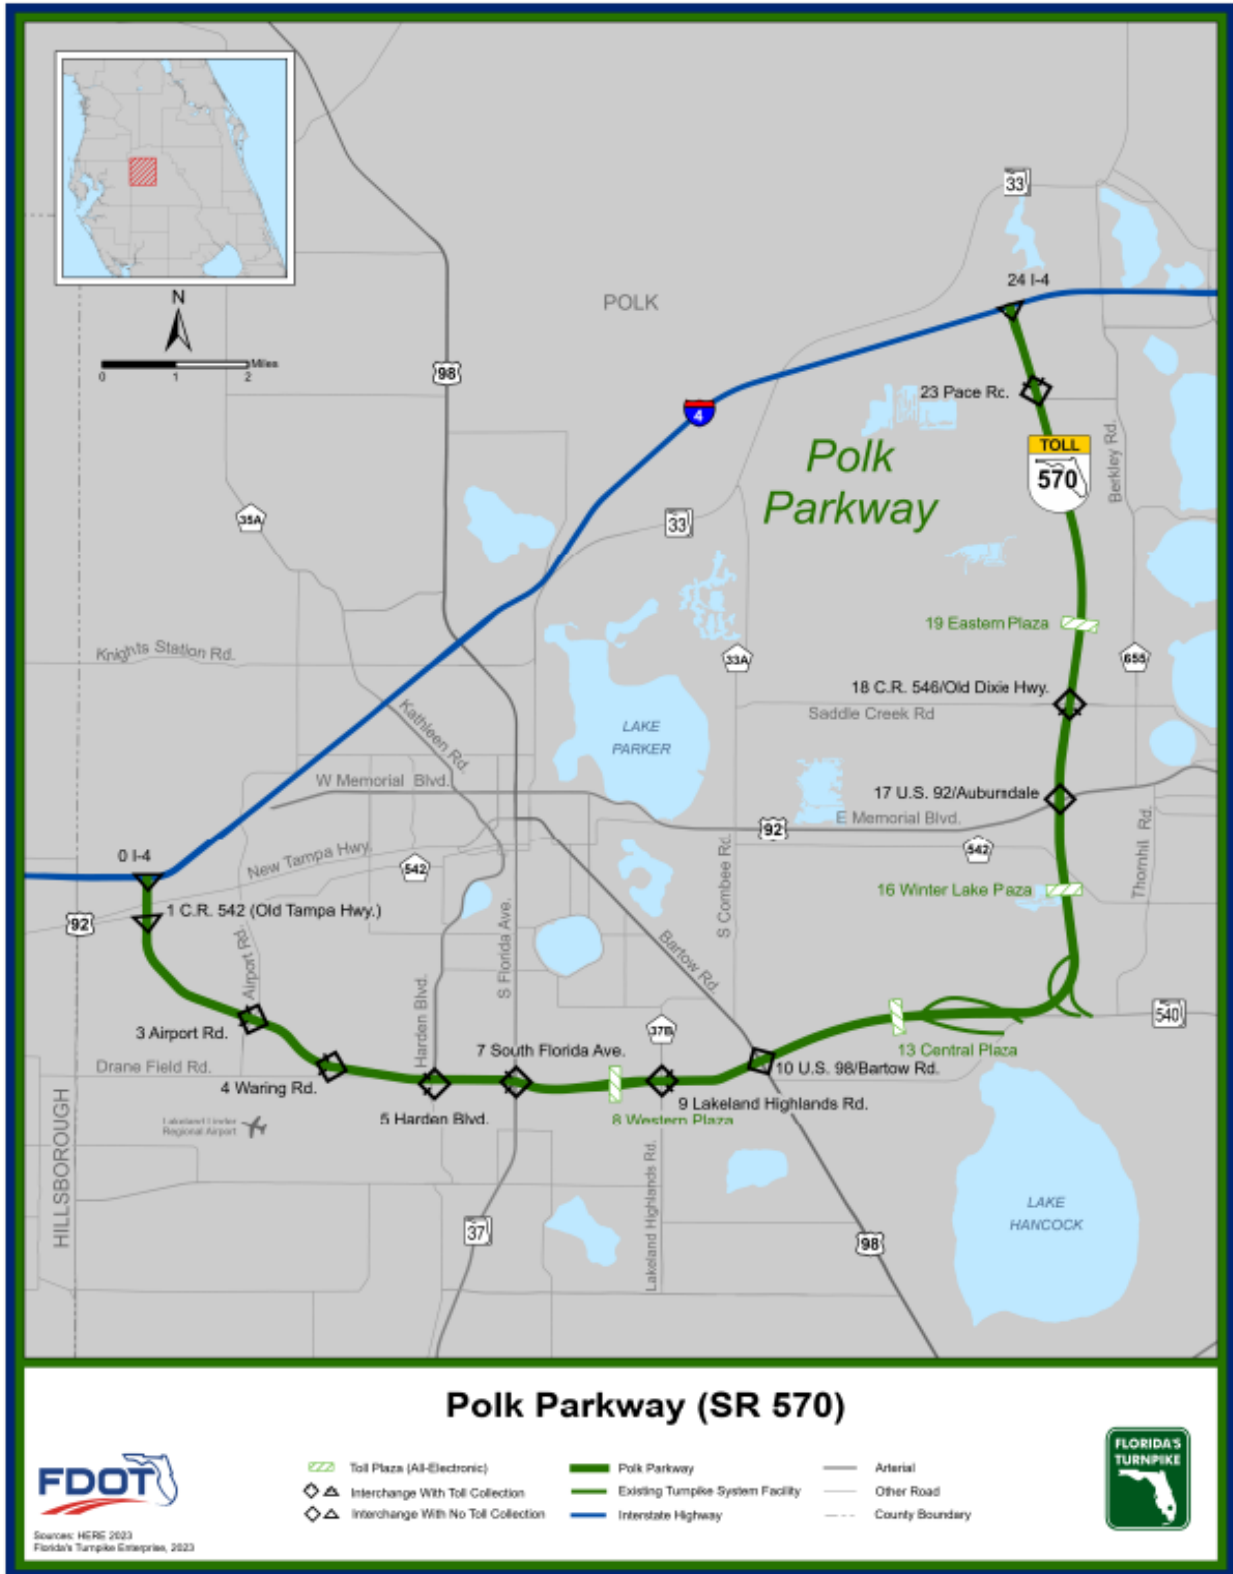 33
24 I-4
N
POLK
Miles
0 1 2
98
23 Pace Rc.
4
TOLL
570
Polk
Parkway
Berkley Rd.
35A
33
19 Eastern Plaza
Knights Station Rd.
33A
655
18 C.R. 546/Old Dixie Hwy.
Saddle Creek Rd
Kathleen Rd.
LAKE
PARKER
W Memorial Blvd.
17 U.S. 92/Auburndale
E Memorial Blvd.
92
0 I-4
New Tampa Hwy.
542
542
Thornhill Rd.
S Combee Rd.
16 Winter Lake Paza
92
1 C.R. 542 (Old Tampa Hwy.)
S Florida Ave.
Bartow Rd.
Airport Rd.
Harden Blvd.
540
3 Airport Rd.
37B
7 South Florida Ave.
13 Central Plaza
Drane Field Rd.
4 Waring Rd.
10 U.S. 98/Bartow Rd.
9 Lakeland Highlands Rd.
5 Harden Blvd.
8 Western Plaza
Lakeland Linder
Regional Airport
HILLSBOROUGH
Lakeland Highlands Rd.
LAKE
HANCOCK
37
98
Polk Parkway (SR 570)
FDOT
Sources: HERE 2023
Florida's Turnpike Enterprise, 2023
Toll Plaza (All-Electronic)
Interchange With Toll Collection
Interchange With No Toll Collection
Polk Parkway
Existing Turnpike System Facility
Interstate Highway
Arterial
Other Road
County Boundary
FLORIDA'S
TURNPIKE